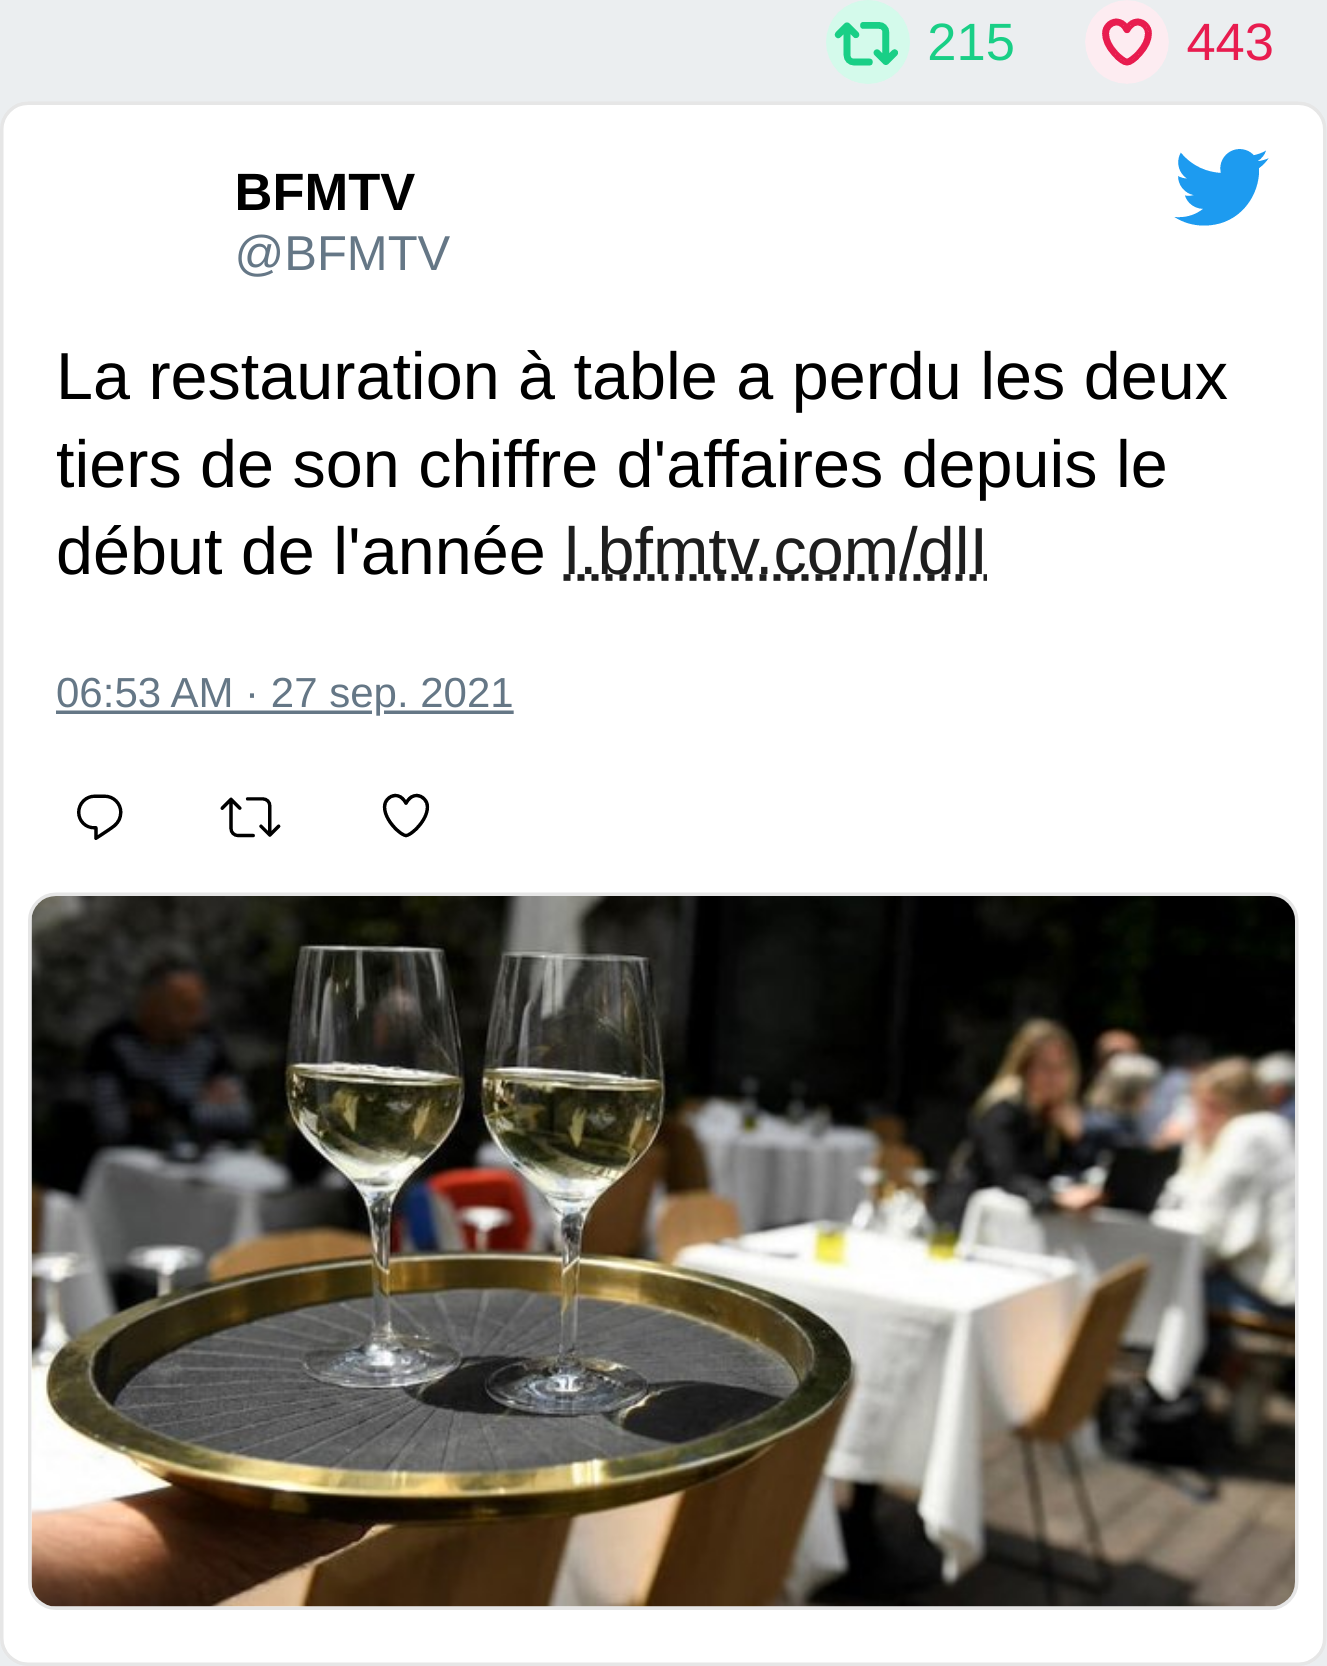 215 443
BFMTV
@BFMTV
La restauration à table a perdu les deux
tiers de son chiffre d'affaires depuis le
début de l'année l.bfmtv.com/dlI
06:53 AM · 27 sep. 2021